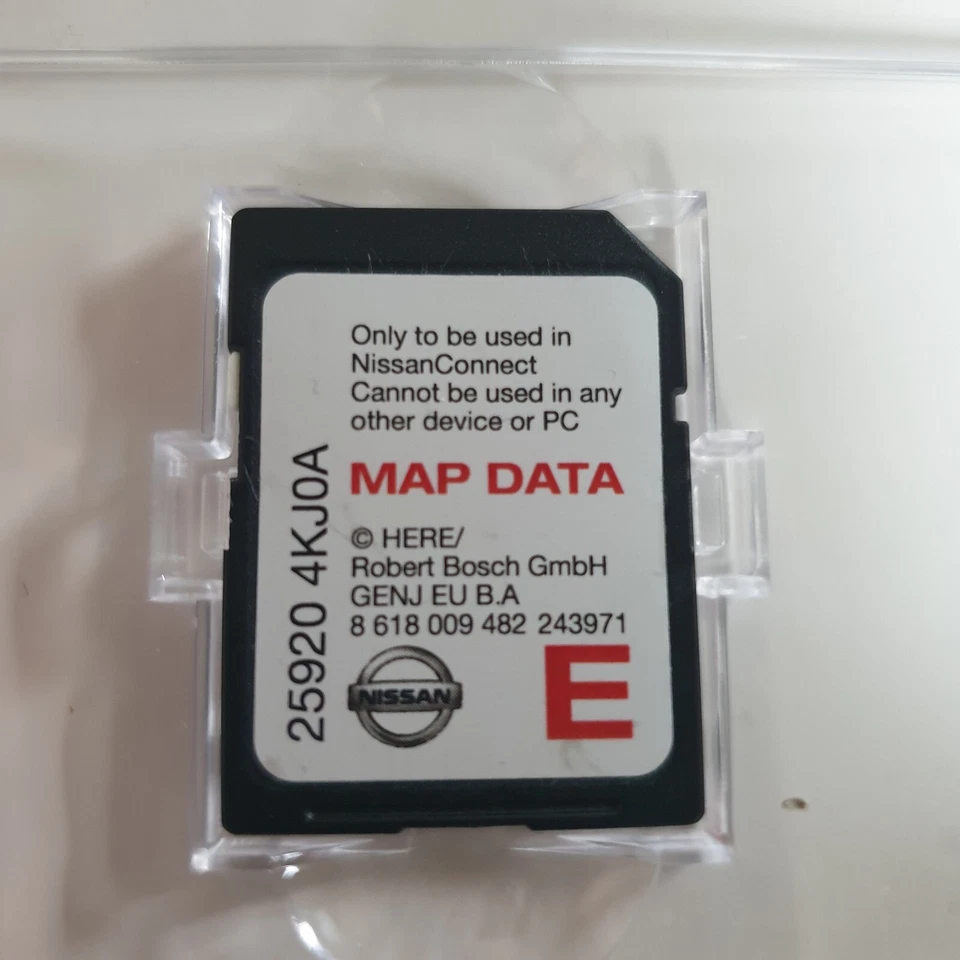 Only to be used in
NissanConnect
Cannot be used in any
other device or PC
MAP DATA
© HERE/
Robert Bosch GmbH
GENJ EU B.A
8 618 009 482 243971
NISSAN
E
25920 4KJ0A